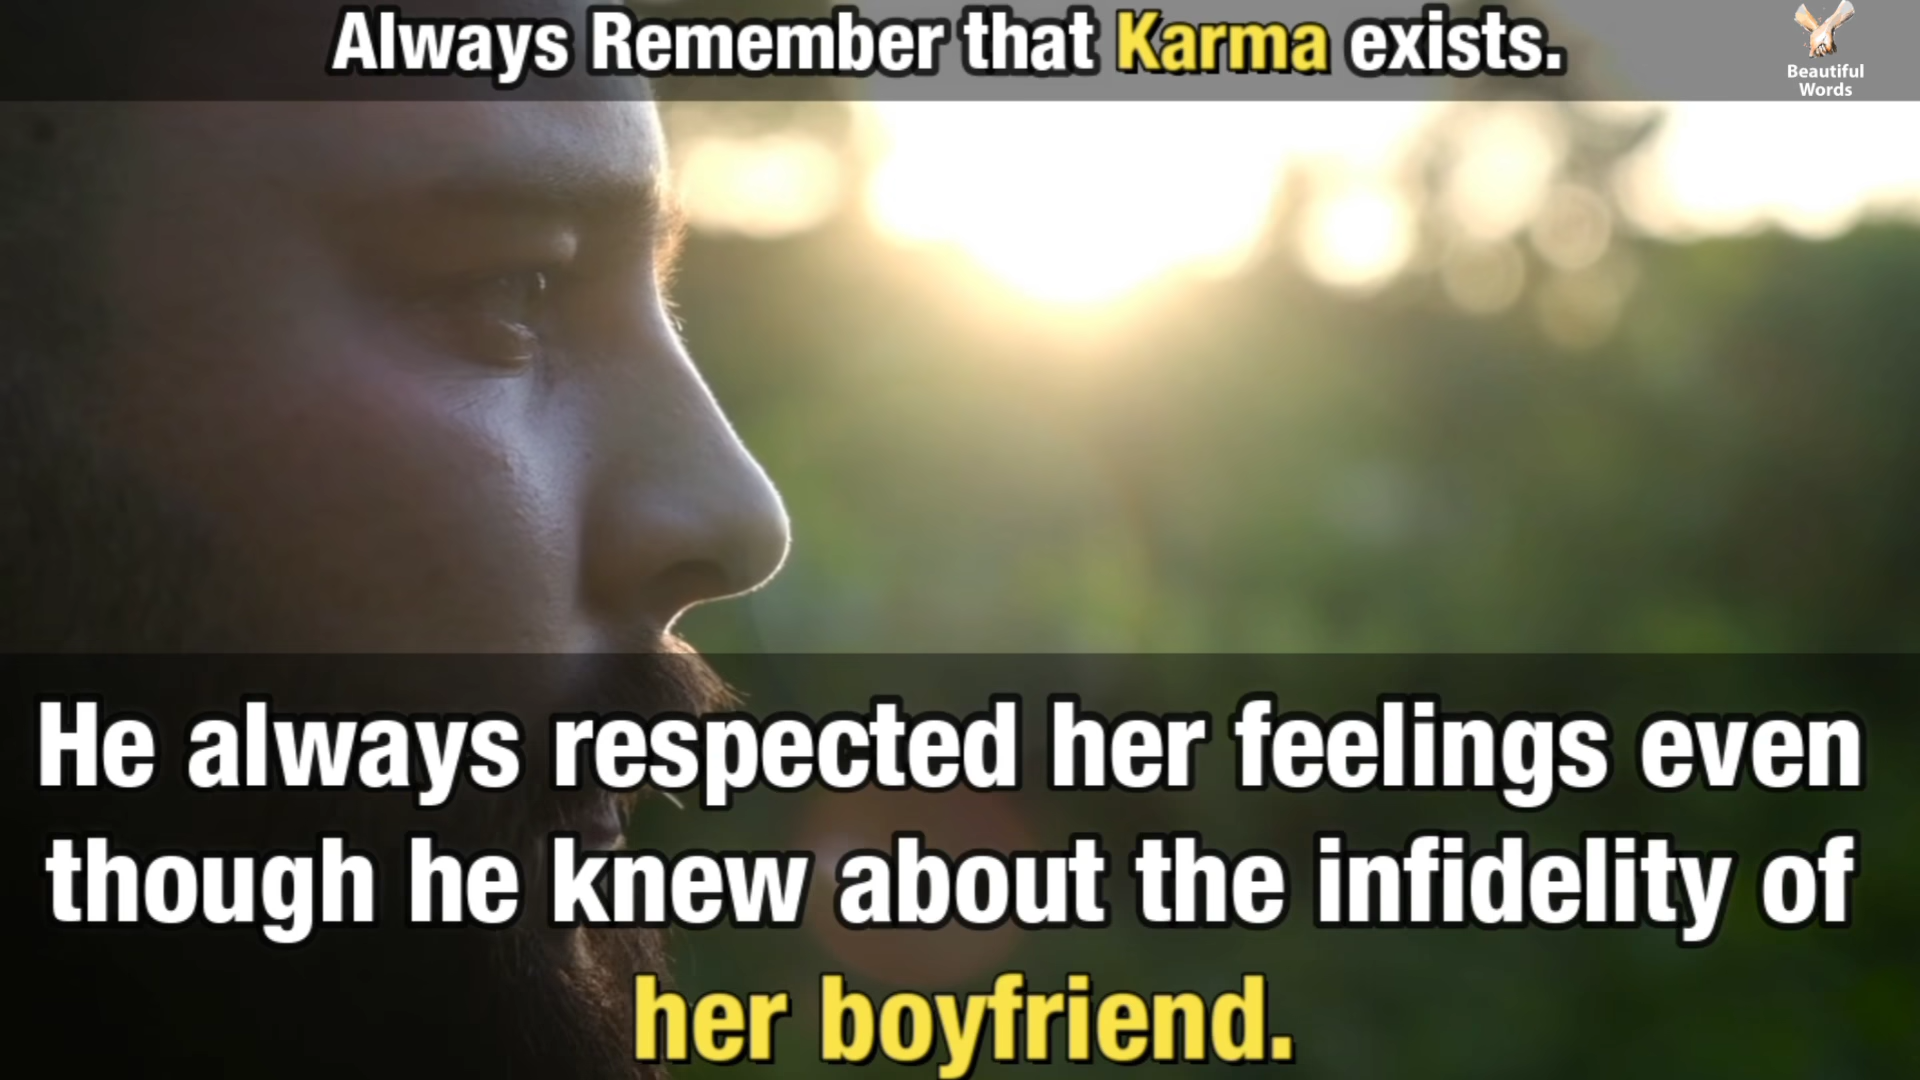 Always Remember that Karma exists.
Beautiful
Words
He always respected her feelings even
though he knew about the infidelity of
her boyfriend.